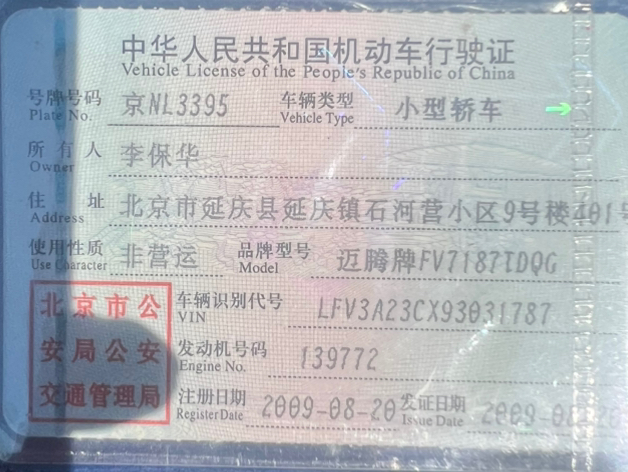 中华人民共和国机动车行驶证
Vehicle License of the People's Republic of China
号牌号码 京NL3395 车辆类型 小型轿车
Plate No. Vehicle Type
所有人 李保华
Owner
住址 北京市延庆县延庆镇石河营小区9号楼401号
Address
使用性质 非营运 品牌型号 迈腾牌FV7187TDQG
Use Character Model
北京市公 车辆识别代号 LFV3A23CX93031787
VIN
安局公安 发动机号码 139772
Engine No.
交通管理局 注册日期 2009-08-20 发证日期 2009-08-20
Register Date Issue Date